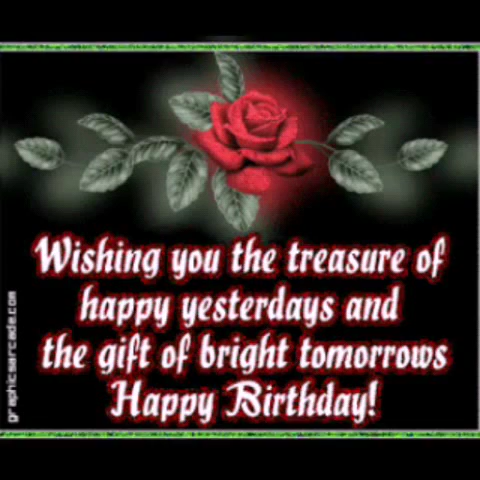 Wishing you the treasure of
happy yesterdays and
the gift of bright tomorrows
Happy Birthday!
graphicsarcade.com